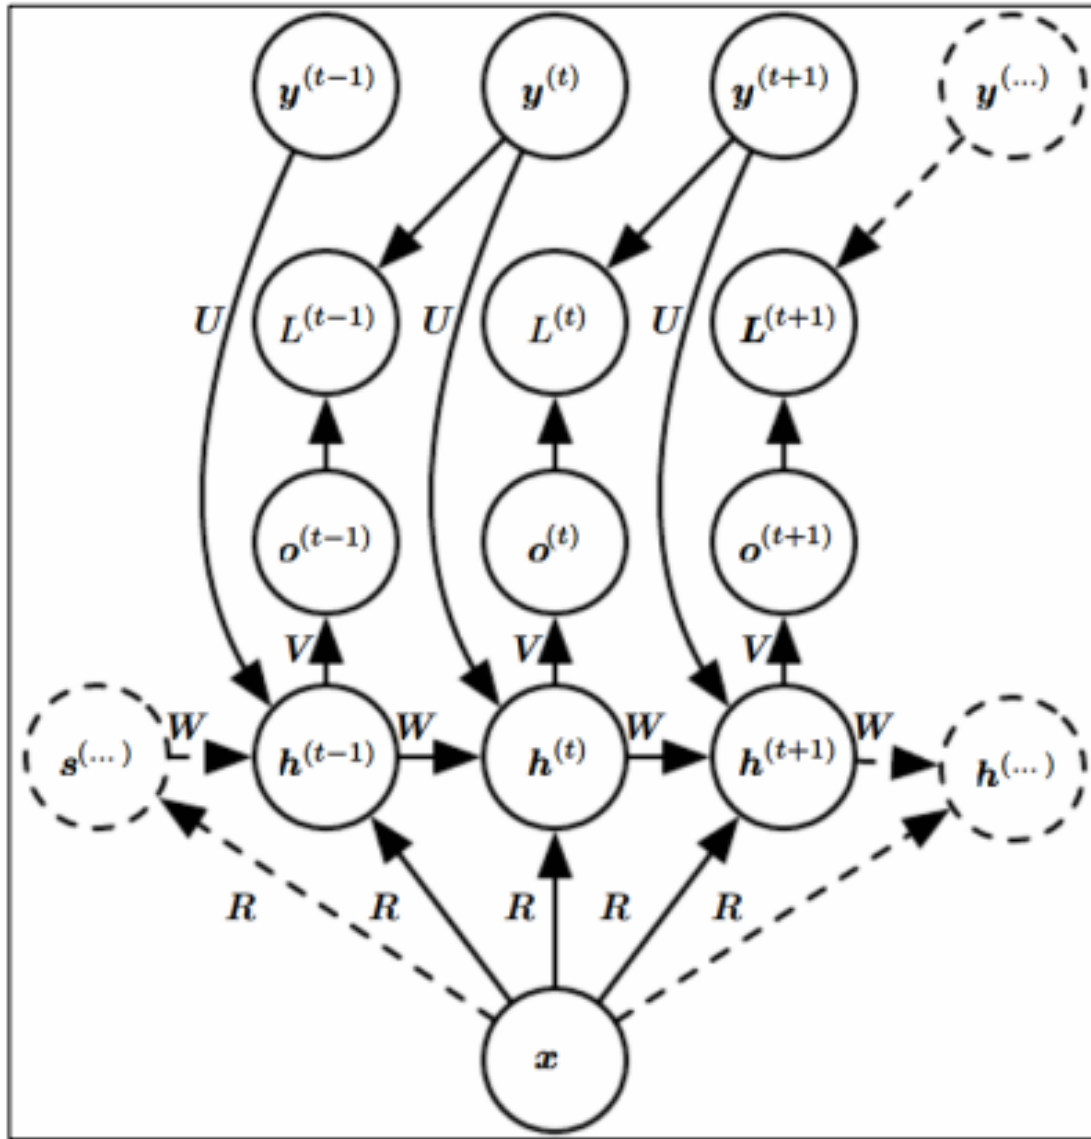 y^(t−1) y^(t) y^(t+1) y^(...)
U L^(t−1) U L^(t) U L^(t+1)
o^(t−1) o^(t) o^(t+1)
V V V
s^(...) W h^(t−1) W h^(t) W h^(t+1) W h^(...)
R R R R R
x